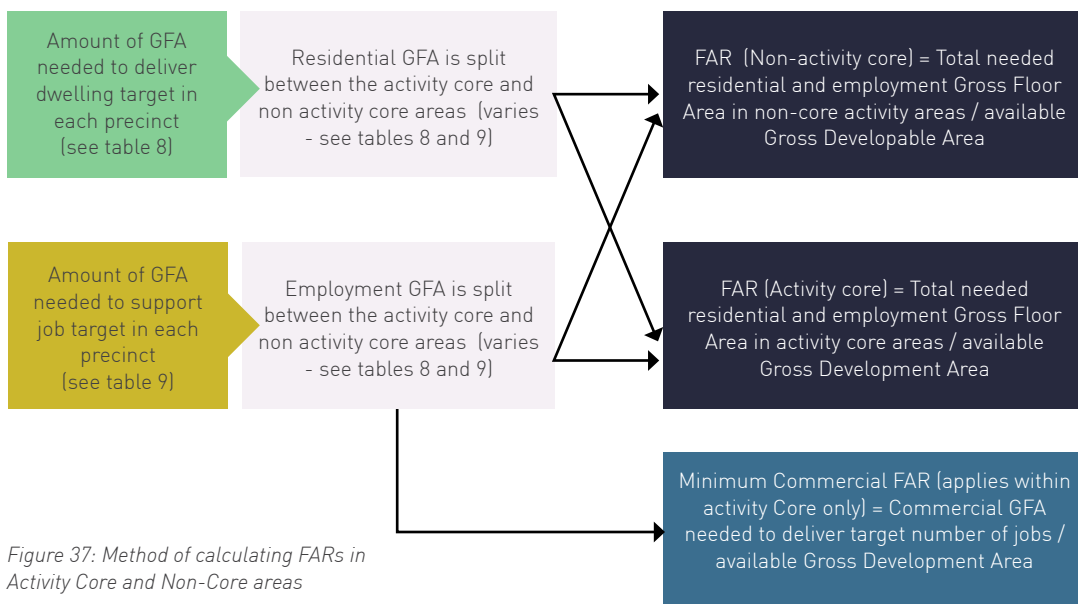 Amount of GFA
needed to deliver
dwelling target in
each precinct
(see table 8)
Residential GFA is split
between the activity core and
non activity core areas (varies
- see tables 8 and 9)
FAR (Non-activity core) = Total needed
residential and employment Gross Floor
Area in non-core activity areas / available
Gross Developable Area
Amount of GFA
needed to support
job target in each
precinct
(see table 9)
Employment GFA is split
between the activity core and
non activity core areas (varies
- see tables 8 and 9)
FAR (Activity core) = Total needed
residential and employment Gross Floor
Area in activity core areas / available
Gross Development Area
Minimum Commercial FAR (applies within
activity Core only) = Commercial GFA
needed to deliver target number of jobs /
available Gross Development Area
Figure 37: Method of calculating FARs in
Activity Core and Non-Core areas